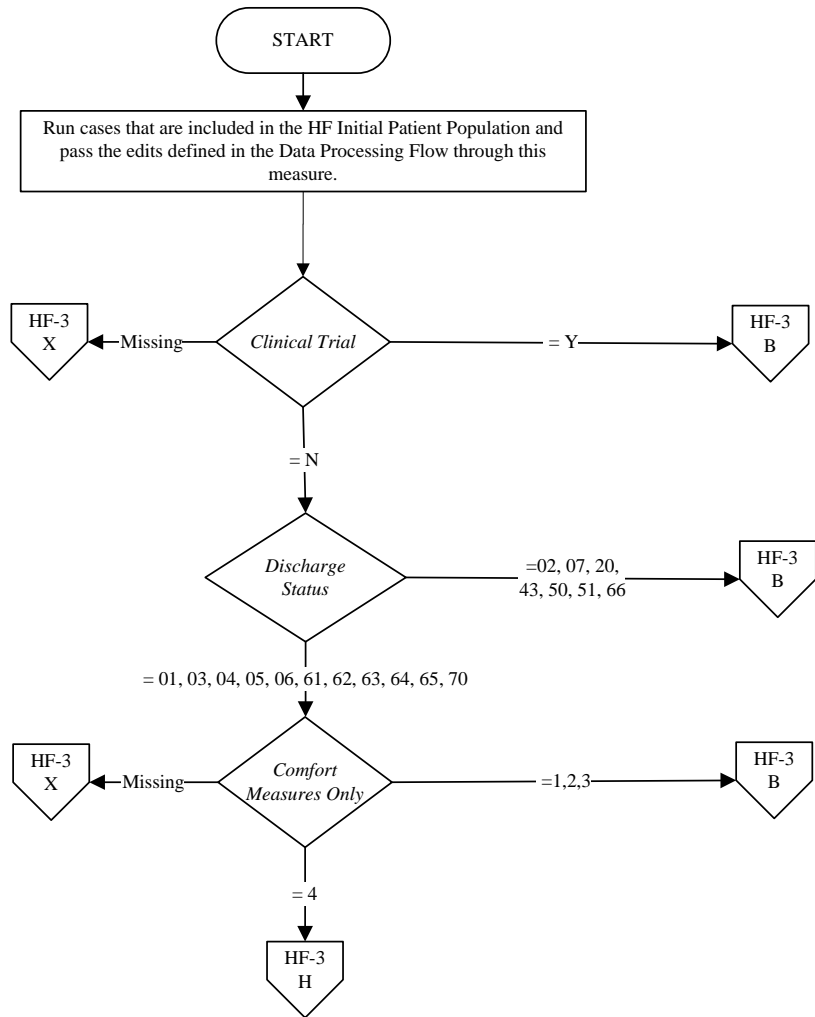 START
Run cases that are included in the HF Initial Patient Population and
pass the edits defined in the Data Processing Flow through this
measure.
HF-3
X
Missing
Clinical Trial
= Y
HF-3
B
= N
Discharge
Status
=02, 07, 20,
43, 50, 51, 66
HF-3
B
= 01, 03, 04, 05, 06, 61, 62, 63, 64, 65, 70
HF-3
X
Missing
Comfort
Measures Only
=1,2,3
HF-3
B
= 4
HF-3
H